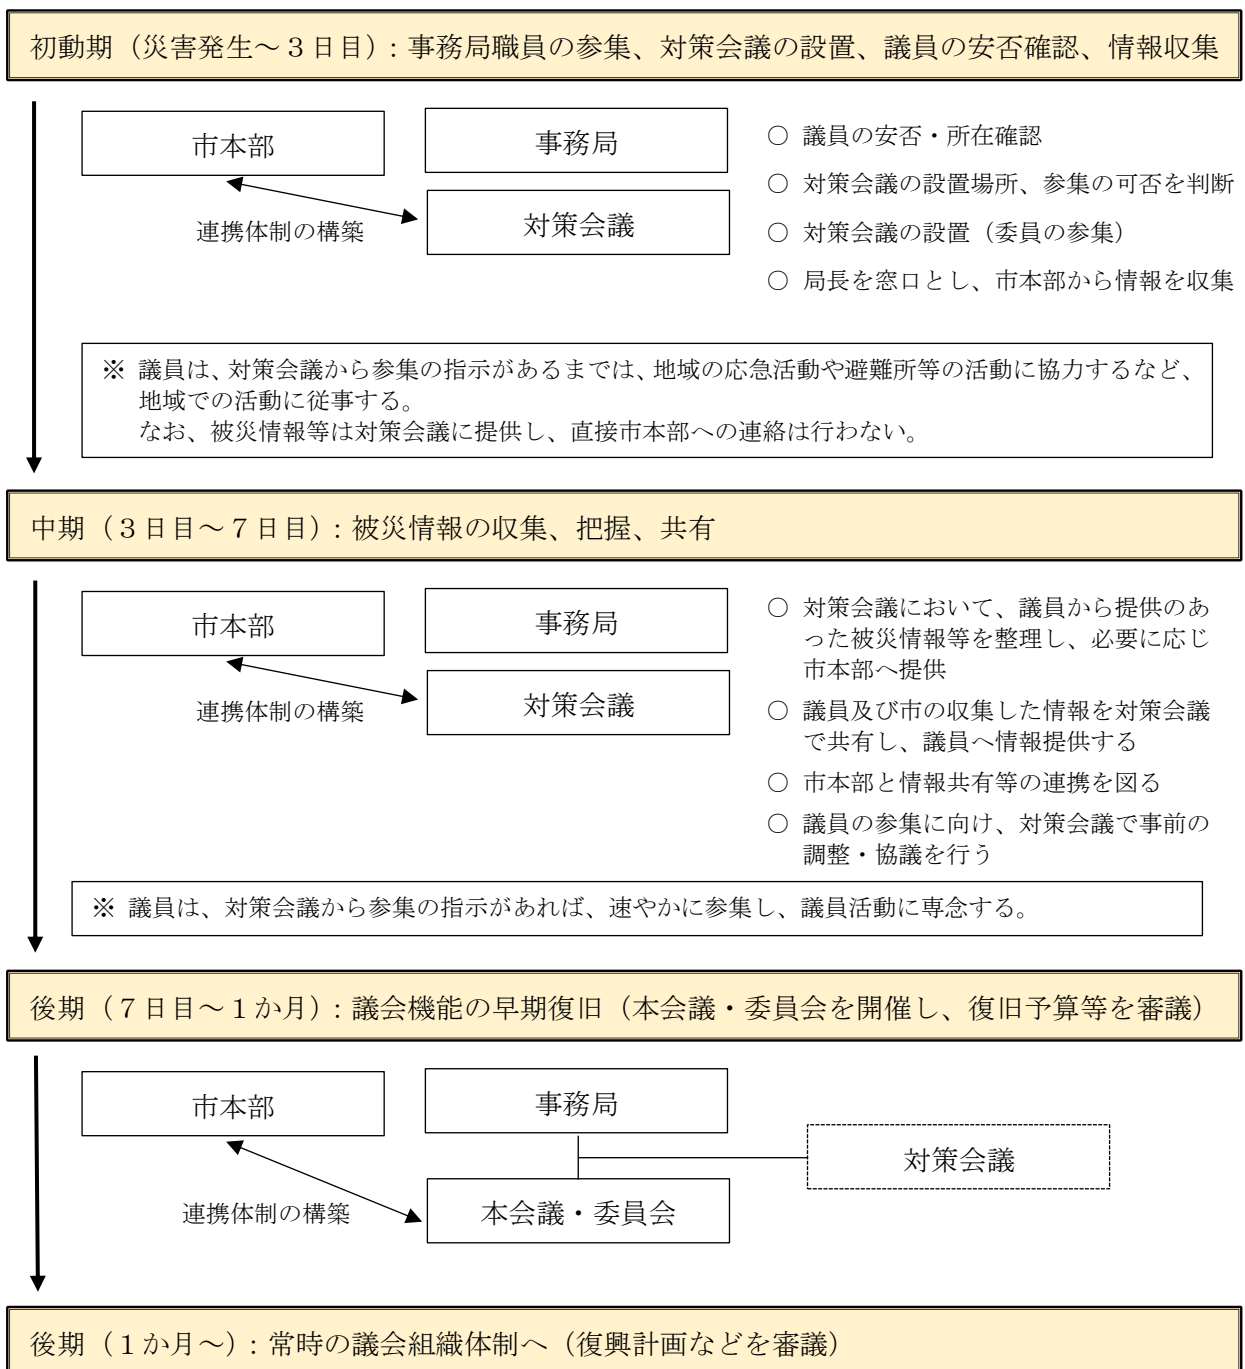 初動期（災害発生～３日目）：事務局職員の参集、対策会議の設置、議員の安否確認、情報収集
市本部
事務局
対策会議
連携体制の構築
○ 議員の安否・所在確認
○ 対策会議の設置場所、参集の可否を判断
○ 対策会議の設置（委員の参集）
○ 局長を窓口とし、市本部から情報を収集
※ 議員は、対策会議から参集の指示があるまでは、地域の応急活動や避難所等の活動に協力するなど、
地域での活動に従事する。
なお、被災情報等は対策会議に提供し、直接市本部への連絡は行わない。
中期（３日目～７日目）：被災情報の収集、把握、共有
市本部
事務局
対策会議
連携体制の構築
○ 対策会議において、議員から提供のあ
った被災情報等を整理し、必要に応じ
市本部へ提供
○ 議員及び市の収集した情報を対策会議
で共有し、議員へ情報提供する
○ 市本部と情報共有等の連携を図る
○ 議員の参集に向け、対策会議で事前の
調整・協議を行う
※ 議員は、対策会議から参集の指示があれば、速やかに参集し、議員活動に専念する。
後期（７日目～１か月）：議会機能の早期復旧（本会議・委員会を開催し、復旧予算等を審議）
市本部
事務局
対策会議
連携体制の構築
本会議・委員会
後期（１か月～）：常時の議会組織体制へ（復興計画などを審議）